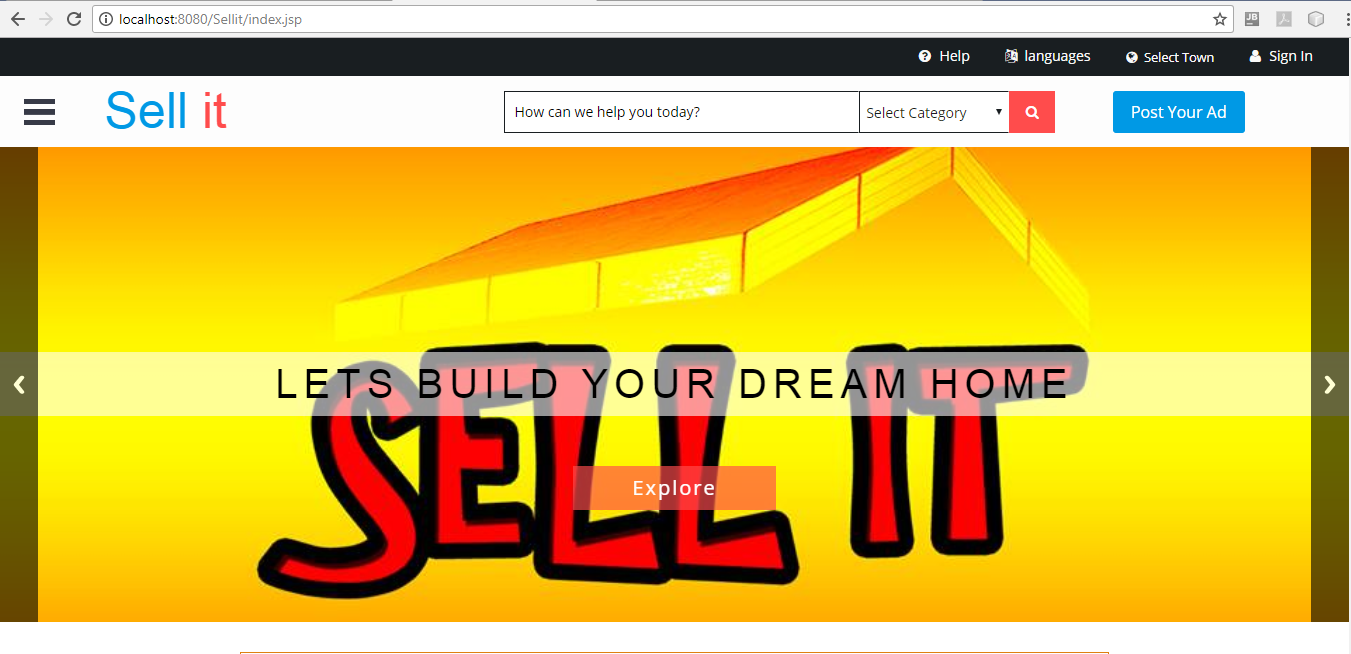 localhost:8080/Sellit/index.jsp
JB
Help languages Select Town Sign In
Sell it How can we help you today? Select Category Post Your Ad
LETS BUILD YOUR DREAM HOME
SELL IT
Explore